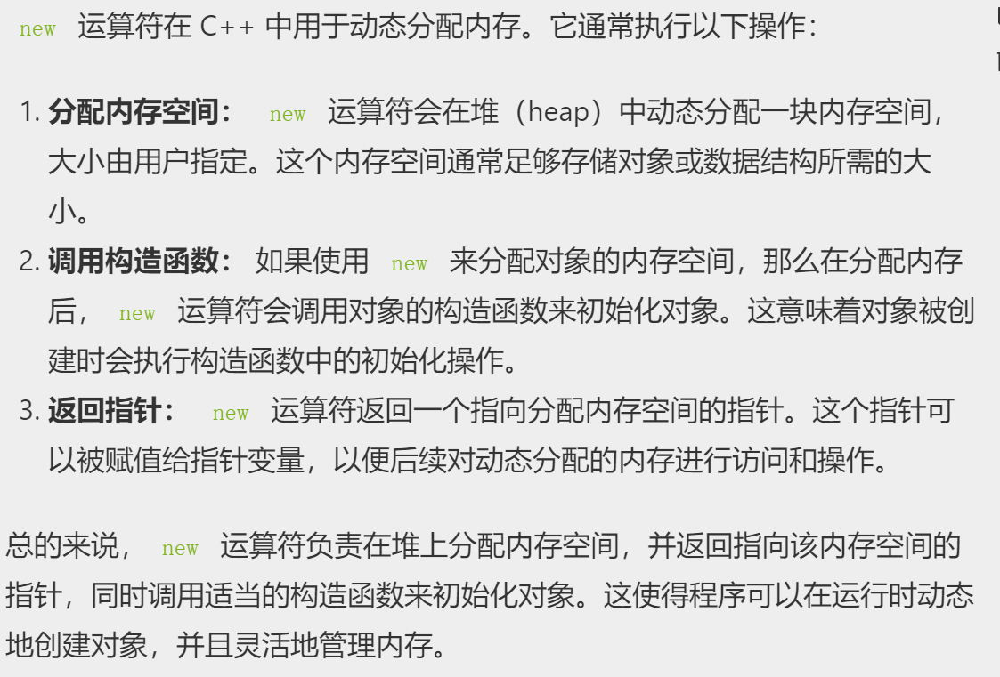 new 运算符在 C++ 中用于动态分配内存。它通常执行以下操作：
1. 分配内存空间： new 运算符会在堆（heap）中动态分配一块内存空间，
大小由用户指定。这个内存空间通常足够存储对象或数据结构所需的大
小。
2. 调用构造函数： 如果使用 new 来分配对象的内存空间，那么在分配内存
后， new 运算符会调用对象的构造函数来初始化对象。这意味着对象被创
建时会执行构造函数中的初始化操作。
3. 返回指针： new 运算符返回一个指向分配内存空间的指针。这个指针可
以被赋值给指针变量，以便后续对动态分配的内存进行访问和操作。
总的来说， new 运算符负责在堆上分配内存空间，并返回指向该内存空间的
指针，同时调用适当的构造函数来初始化对象。这使得程序可以在运行时动态
地创建对象，并且灵活地管理内存。